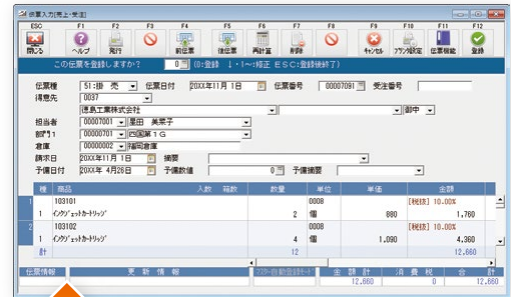 伝票入力(売上・受注)
ESC F1 F2 F3 F4 F5 F6 F7 F8 F9 F10 F11 F12
閉じる ヘルプ 発行 前伝票 後伝票 再計算 削除 キャンセル 伝票機能 登録
この伝票を登録しますか? 0 (0:登録 1・1~:修正 ESC:登録後終了)
伝票種 51:掛 売 伝票日付 20XX年11月 1日 伝票番号 00007091 受注番号
得意先 0037
徳島工業株式会社 御中
担当者 00007001 星田 美菜子
部門1 00000701 四国第1G
倉庫 00000002 福岡倉庫
請求日 20XX年11月 1日 摘要
予備日付 20XX年 4月26日 予備数値 0 予備摘要
種 商品 入数 箱数 数量 単位 単価 金額
1 103101 0008 [税抜] 10.00%
1 インクジェットカートリッジ 2 個 880 1,760
2 103102 0008 [税抜] 10.00%
1 インクジェットカートリッジ 4 個 1,090 4,360
計 12 12,660
伝票情報 更 新 情 報 金 額 計 消 費 税 合 計
12,660 0 12,660